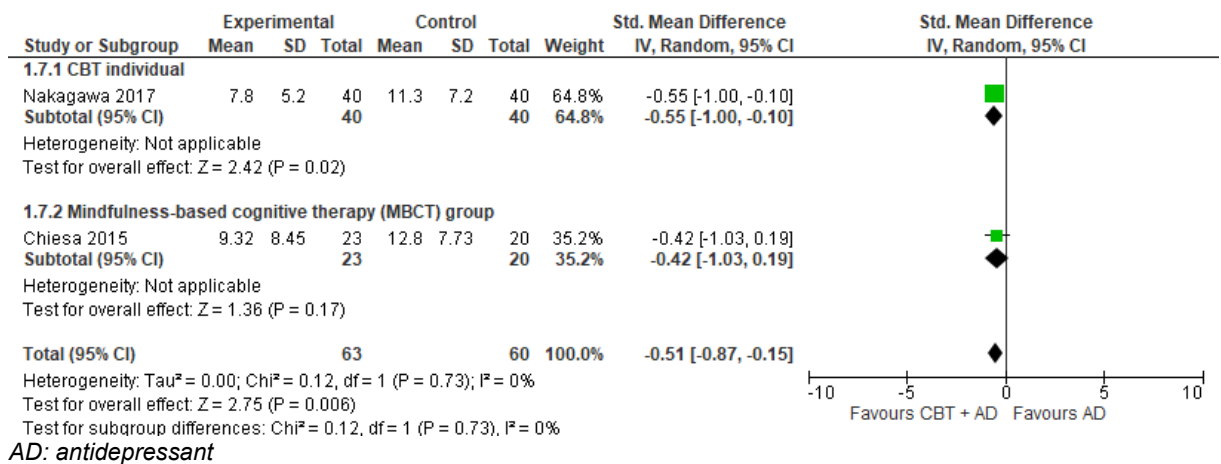 Experimental Control Std. Mean Difference Std. Mean Difference
Study or Subgroup Mean SD Total Mean SD Total Weight IV, Random, 95% CI IV, Random, 95% CI
1.7.1 CBT individual
Nakagawa 2017 7.8 5.2 40 11.3 7.2 40 64.8% -0.55 [-1.00, -0.10]
Subtotal (95% CI) 40 40 64.8% -0.55 [-1.00, -0.10]
Heterogeneity: Not applicable
Test for overall effect: Z = 2.42 (P = 0.02)
1.7.2 Mindfulness-based cognitive therapy (MBCT) group
Chiesa 2015 9.32 8.45 23 12.8 7.73 20 35.2% -0.42 [-1.03, 0.19]
Subtotal (95% CI) 23 20 35.2% -0.42 [-1.03, 0.19]
Heterogeneity: Not applicable
Test for overall effect: Z = 1.36 (P = 0.17)
Total (95% CI) 63 60 100.0% -0.51 [-0.87, -0.15]
Heterogeneity: Tau² = 0.00; Chi² = 0.12, df = 1 (P = 0.73); I² = 0%
Test for overall effect: Z = 2.75 (P = 0.006)
Test for subgroup differences: Chi² = 0.12, df = 1 (P = 0.73), I² = 0%
-10 -5 0 5 10
Favours CBT + AD Favours AD
AD: antidepressant